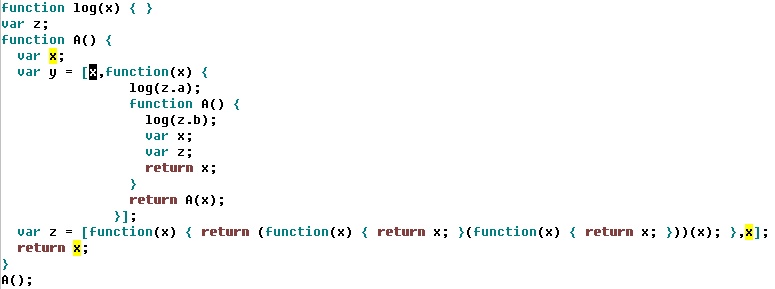 function log(x) { }
var z;
function A() {
  var x;
  var y = [x,function(x) {
                log(z.a);
                function A() {
                  log(z.b);
                  var x;
                  var z;
                  return x;
                }
                return A(x);
              }];
  var z = [function(x) { return (function(x) { return x; }(function(x) { return x; }))(x); },x];
  return x;
}
A();